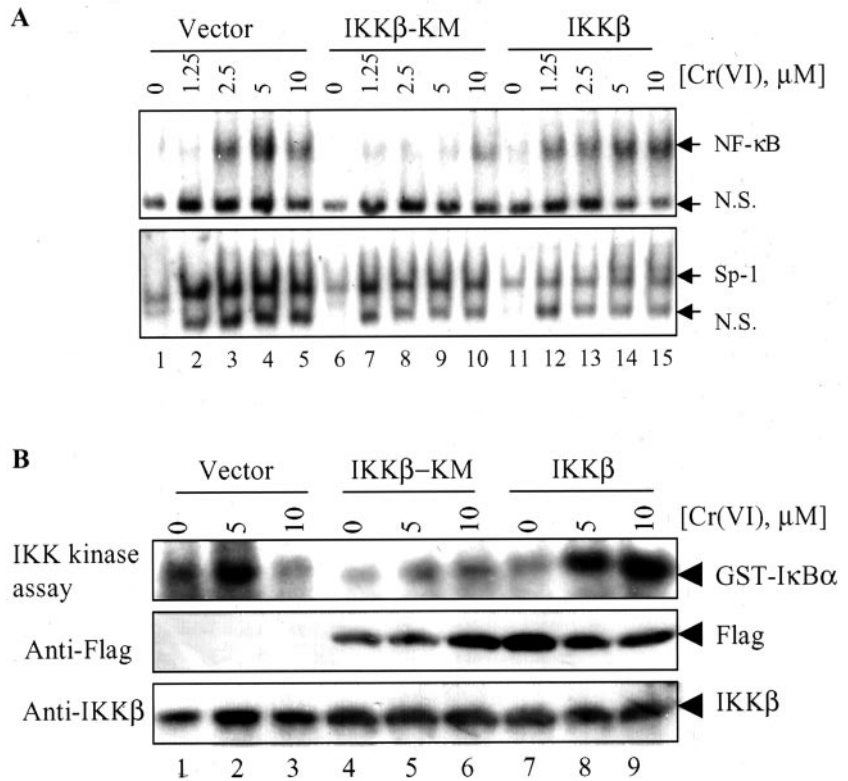 A
Vector IKKβ-KM IKKβ
0 1.25 2.5 5 10 0 1.25 2.5 5 10 0 1.25 2.5 5 10 [Cr(VI), μM]
NF-κB
N.S.
Sp-1
N.S.
1 2 3 4 5 6 7 8 9 10 11 12 13 14 15
B
Vector IKKβ–KM IKKβ
0 5 10 0 5 10 0 5 10 [Cr(VI), μM]
IKK kinase
assay
GST-IκBα
Anti-Flag Flag
Anti-IKKβ IKKβ
1 2 3 4 5 6 7 8 9